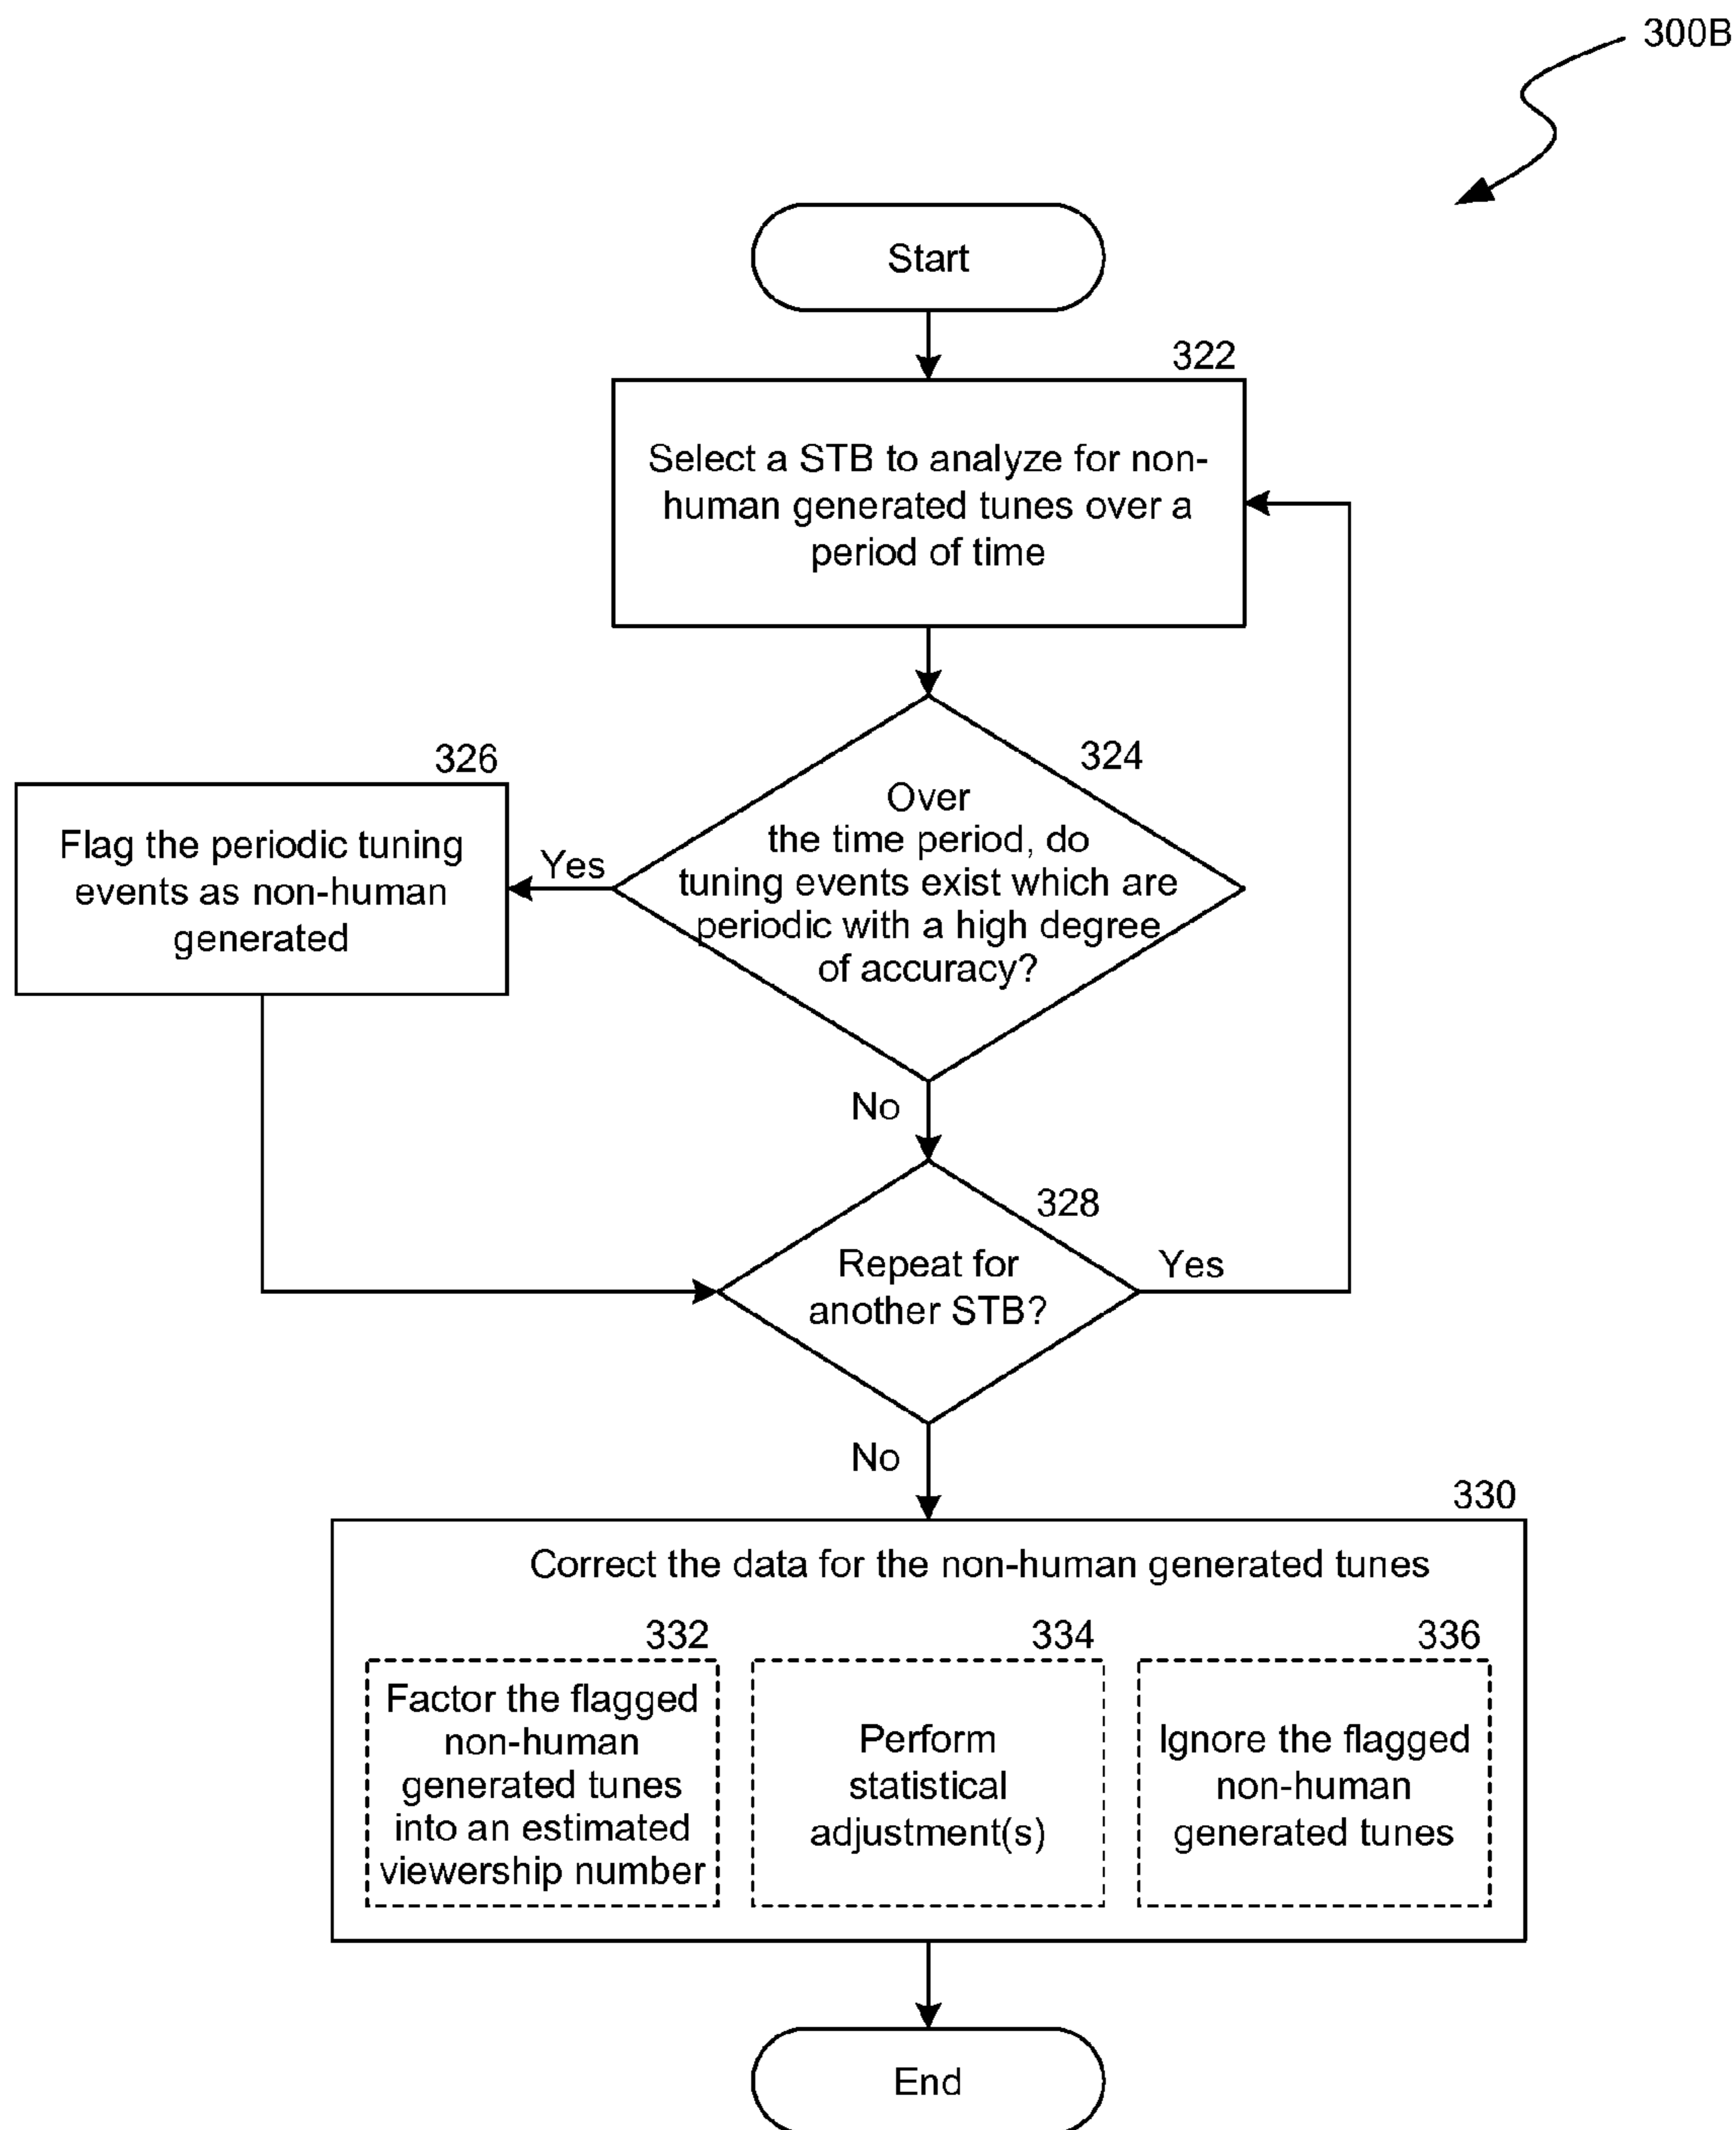 300B
Start
322
Select a STB to analyze for non-
human generated tunes over a
period of time
324
Over
the time period, do
tuning events exist which are
periodic with a high degree
of accuracy?
326
Yes
Flag the periodic tuning
events as non-human
generated
No
328
Repeat for
another STB?
Yes
No
330
Correct the data for the non-human generated tunes
332
Factor the flagged
non-human
generated tunes
into an estimated
viewership number
334
Perform
statistical
adjustment(s)
336
Ignore the flagged
non-human
generated tunes
End